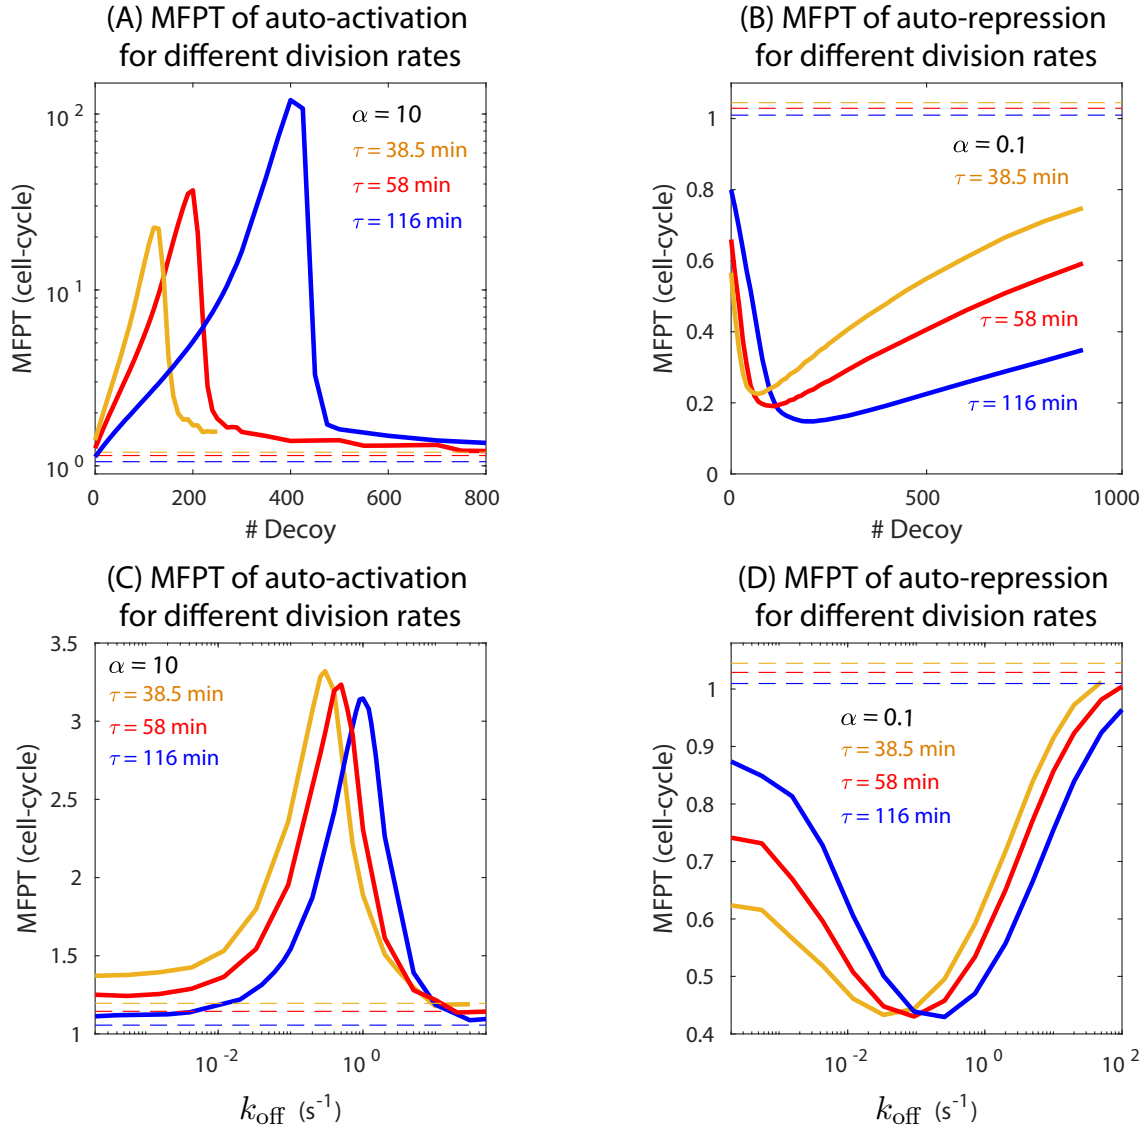 (A) MFPT of auto-activation
for different division rates
MFPT (cell-cycle)
10 2
10 1
10 0
α = 10
τ = 38.5 min
τ = 58 min
τ = 116 min
0
200
400
600
800
# Decoy
(B) MFPT of auto-repression
for different division rates
MFPT (cell-cycle)
1
0.8
0.6
0.4
0.2
0
α = 0.1
τ = 38.5 min
τ = 58 min
τ = 116 min
0
500
1000
# Decoy
(C) MFPT of auto-activation
for different division rates
MFPT (cell-cycle)
3.5
3
2.5
2
1.5
1
α = 10
τ = 38.5 min
τ = 58 min
τ = 116 min
10 -2
10 0
koff (s-1)
(D) MFPT of auto-repression
for different division rates
MFPT (cell-cycle)
1
0.9
0.8
0.7
0.6
0.5
0.4
α = 0.1
τ = 38.5 min
τ = 58 min
τ = 116 min
10 -2
10 0
10 2
koff (s-1)